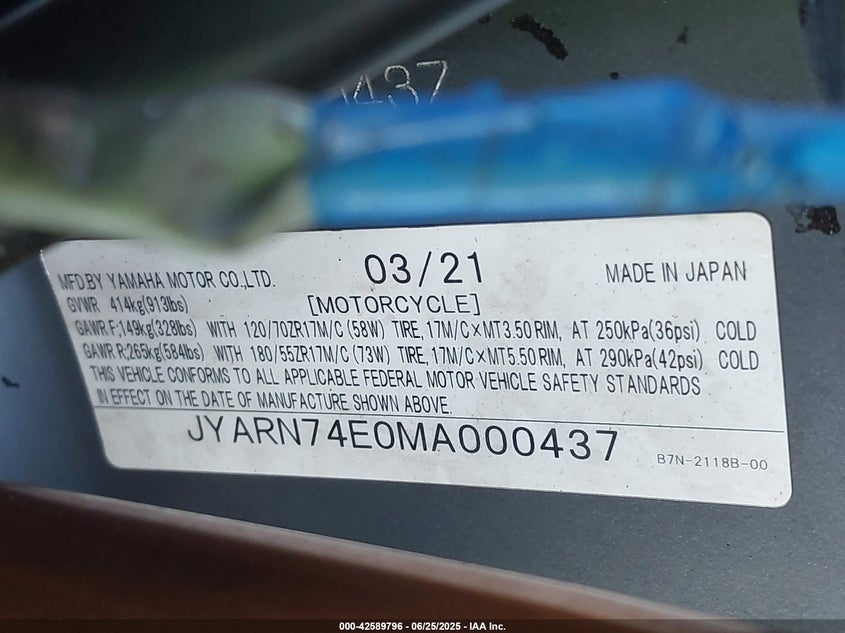 1437
MFD.BY YAMAHA MOTOR CO.,LTD. 03/21 MADE IN JAPAN
GVWR 414kg(913lbs) [MOTORCYCLE]
GAWR F;149kg(328lbs) WITH 120/70ZR17M/C (58W) TIRE, 17M/C×MT3.50 RIM, AT 250kPa(36psi) COLD
GAWR R;265kg(584lbs) WITH 180/55ZR17M/C (73W) TIRE, 17M/C×MT5.50 RIM, AT 290kPa(42psi) COLD
THIS VEHICLE CONFORMS TO ALL APPLICABLE FEDERAL MOTOR VEHICLE SAFETY STANDARDS
IN EFFECT ON THE DATE OF MANUFACTURE SHOWN ABOVE.
JYARN74E0MA000437 B7N-2118B-00
000-42589796 - 06/25/2025 - IAA Inc.